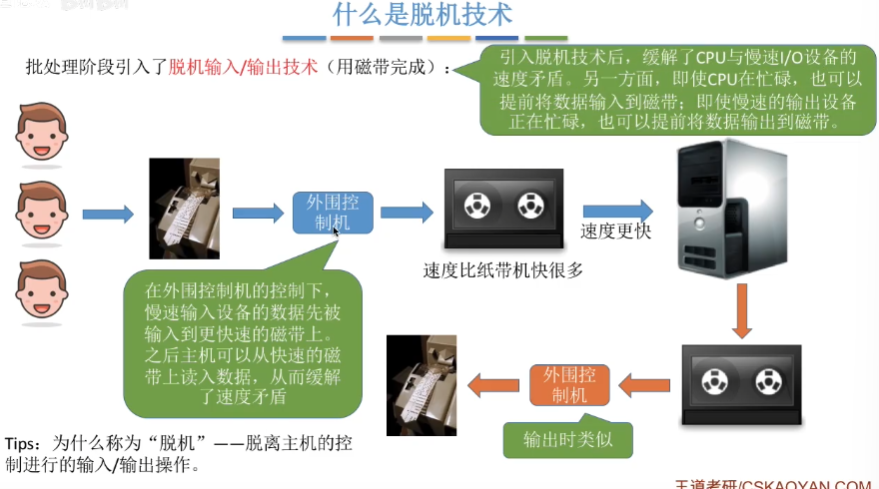 什么是脱机技术
批处理阶段引入了脱机输入/输出技术（用磁带完成）：
引入脱机技术后，缓解了CPU与慢速I/O设备的
速度矛盾。另一方面，即使CPU在忙碌，也可以
提前将数据输入到磁带；即使慢速的输出设备
正在忙碌，也可以提前将数据输出到磁带。
外围控
制机
速度比纸带机快很多
速度更快
在外围控制机的控制下，
慢速输入设备的数据先被
输入到更快速的磁带上。
之后主机可以从快速的磁
带上读入数据，从而缓解
了速度矛盾
外围控
制机
输出时类似
Tips：为什么称为“脱机”——脱离主机的控
制进行的输入/输出操作。
王道考研/CSKAOYAN.COM